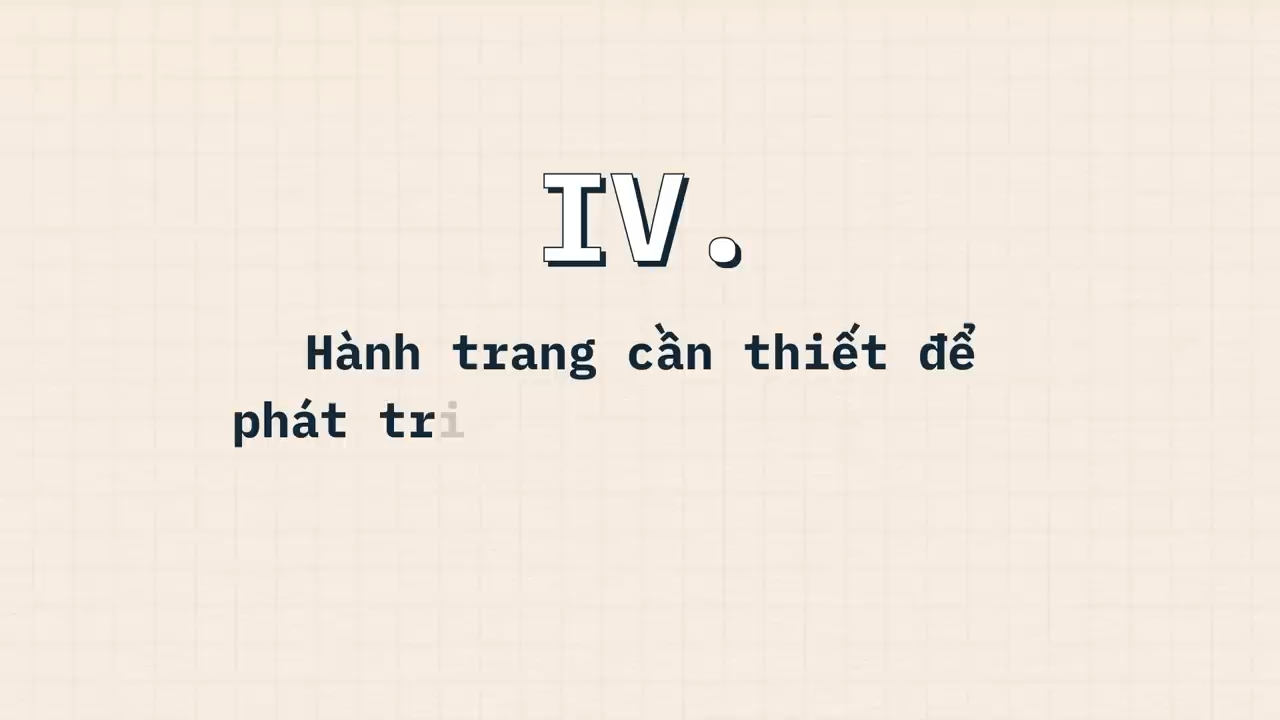 IV.
Hành trang cần thiết để
phát tri